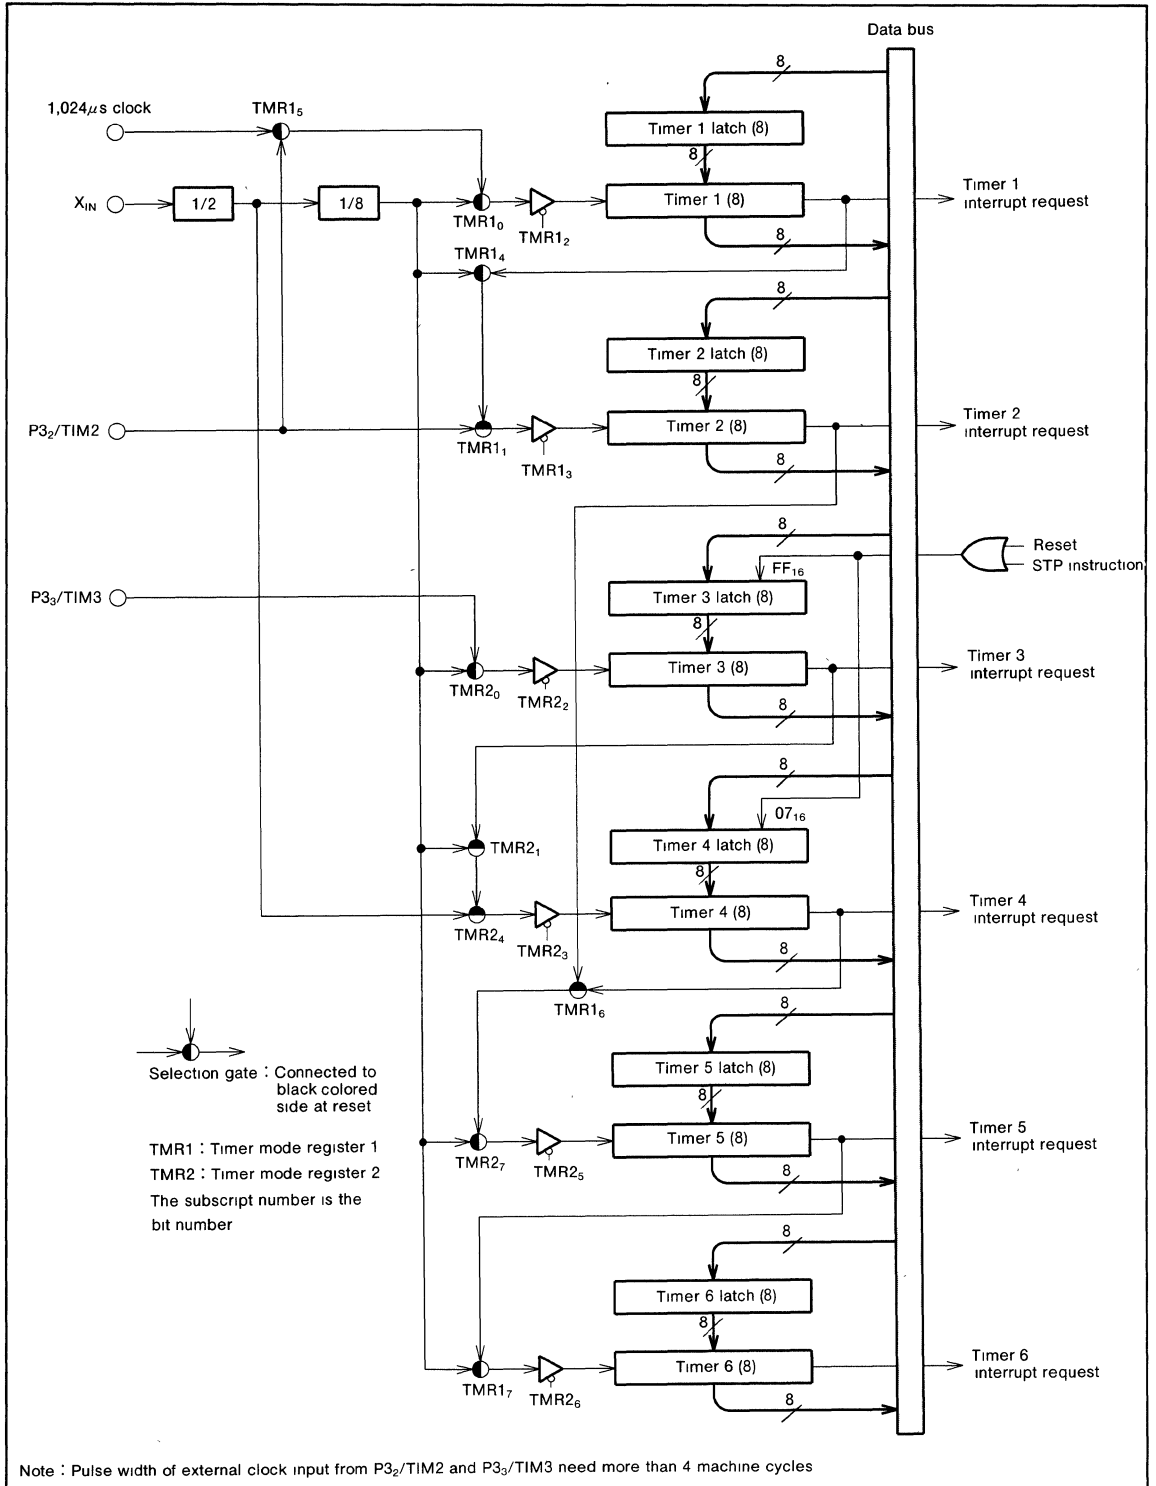 Data bus
8
1,024μs clock
TMR1₅
Timer 1 latch (8)
8
X_IN
1/2
1/8
Timer 1 (8)
Timer 1
interrupt request
TMR1₀
TMR1₂
8
TMR1₄
8
Timer 2 latch (8)
8
P3₂/TIM2
Timer 2 (8)
Timer 2
interrupt request
TMR1₁
TMR1₃
8
8
Reset
STP instruction
FF₁₆
P3₃/TIM3
Timer 3 latch (8)
8
Timer 3 (8)
Timer 3
interrupt request
TMR2₀
TMR2₂
8
8
07₁₆
TMR2₁
Timer 4 latch (8)
8
Timer 4 (8)
Timer 4
interrupt request
TMR2₄
TMR2₃
8
TMR1₆
8
Selection gate : Connected to
black colored
side at reset
Timer 5 latch (8)
8
TMR1 : Timer mode register 1
TMR2 : Timer mode register 2
The subscript number is the
bit number
Timer 5 (8)
Timer 5
interrupt request
TMR2₇
TMR2₅
8
8
Timer 6 latch (8)
8
Timer 6 (8)
Timer 6
interrupt request
TMR1₇
TMR2₆
8
Note : Pulse width of external clock input from P3₂/TIM2 and P3₃/TIM3 need more than 4 machine cycles